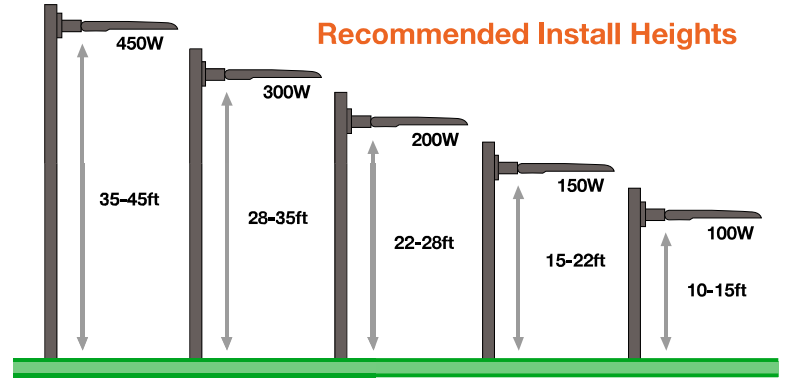 Recommended Install Heights
450W
35-45ft
300W
28-35ft
200W
22-28ft
150W
15-22ft
100W
10-15ft